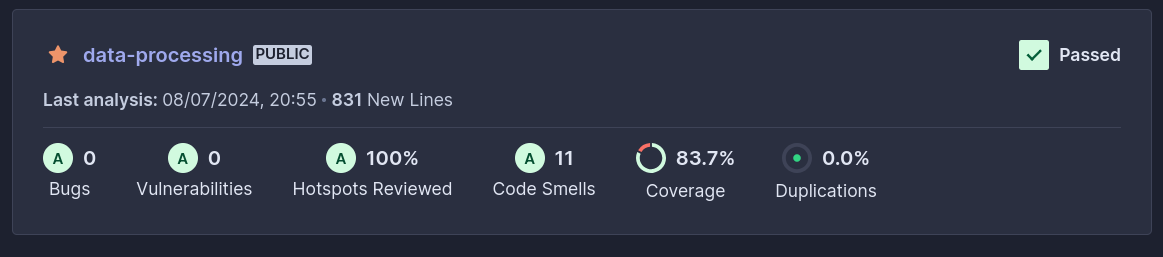 data-processing PUBLIC
Passed
Last analysis: 08/07/2024, 20:55 • 831 New Lines
A 0 A 0 A 100% A 11 83.7% 0.0%
Bugs Vulnerabilities Hotspots Reviewed Code Smells Coverage Duplications